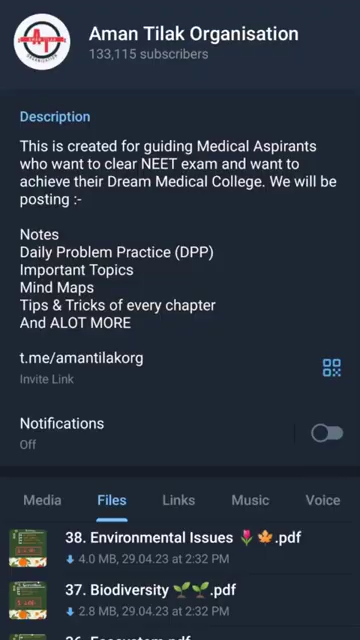 Aman Tilak Organisation
133,115 subscribers
Description
This is created for guiding Medical Aspirants
who want to clear NEET exam and want to
achieve their Dream Medical College. We will be
posting :-
Notes
Daily Problem Practice (DPP)
Important Topics
Mind Maps
Tips & Tricks of every chapter
And ALOT MORE
t.me/amantilakorg
Invite Link
Notifications
Off
Media Files Links Music Voice
38. Environmental Issues 🌷🍁.pdf
4.0 MB, 29.04.23 at 2:32 PM
37. Biodiversity 🌱🌱.pdf
2.8 MB, 29.04.23 at 2:32 PM
36. Ecosystem.pdf